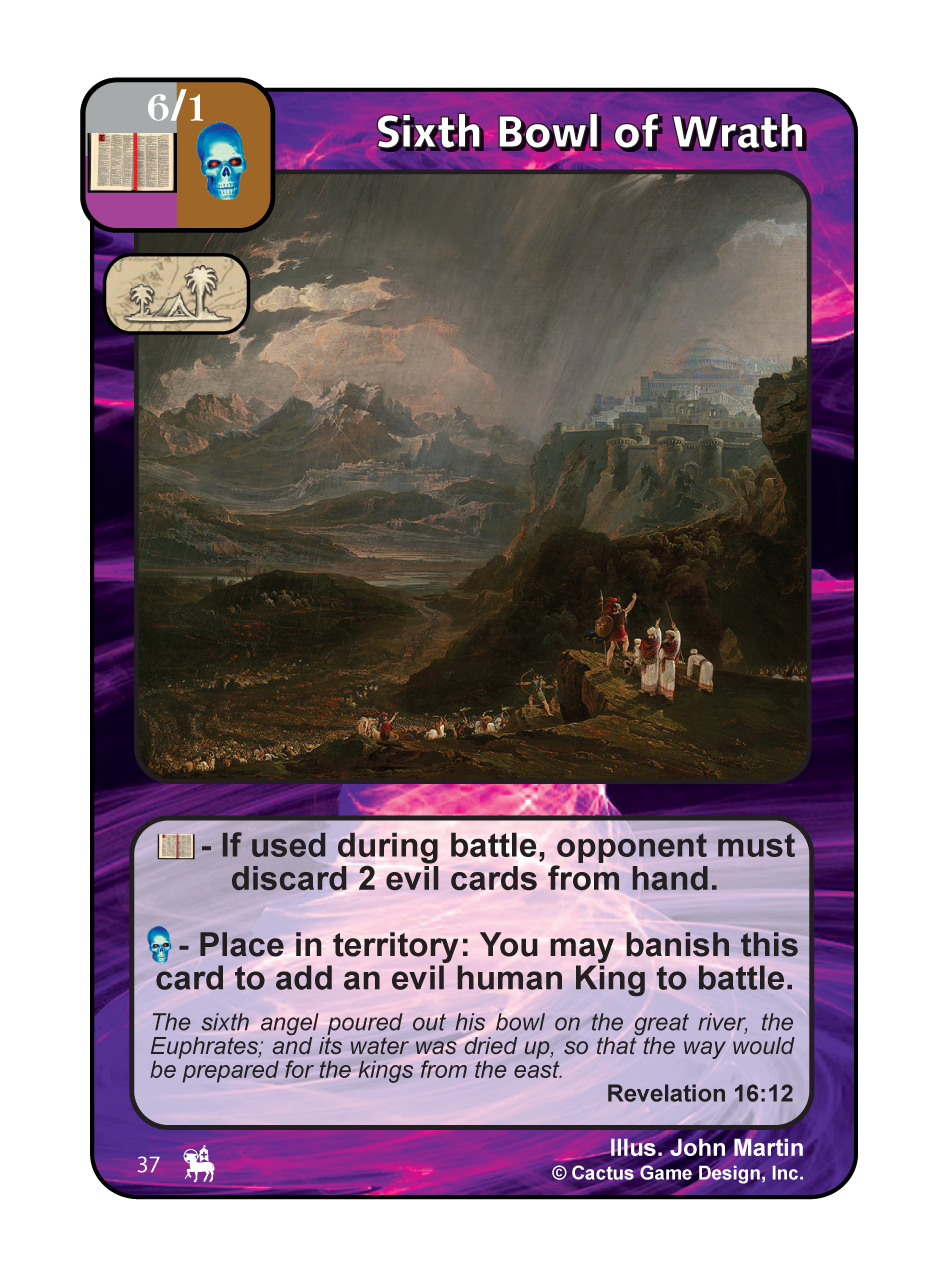 6/1
Sixth Bowl of Wrath
- If used during battle, opponent must
discard 2 evil cards from hand.
- Place in territory: You may banish this
card to add an evil human King to battle.
The sixth angel poured out his bowl on the great river, the
Euphrates; and its water was dried up, so that the way would
be prepared for the kings from the east.
Revelation 16:12
37
Illus. John Martin
© Cactus Game Design, Inc.